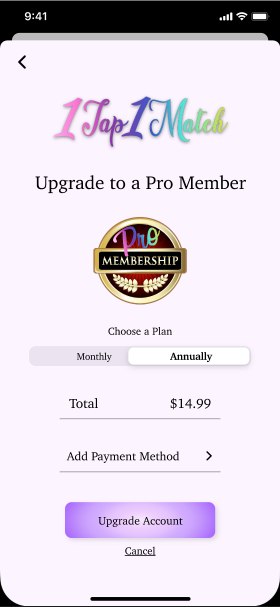 9:41
1Tap1Match
Upgrade to a Pro Member
Pro
MEMBERSHIP
Choose a Plan
Monthly Annually
Total $14.99
Add Payment Method
Upgrade Account
Cancel